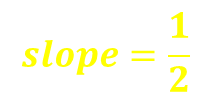 slope = 1/2